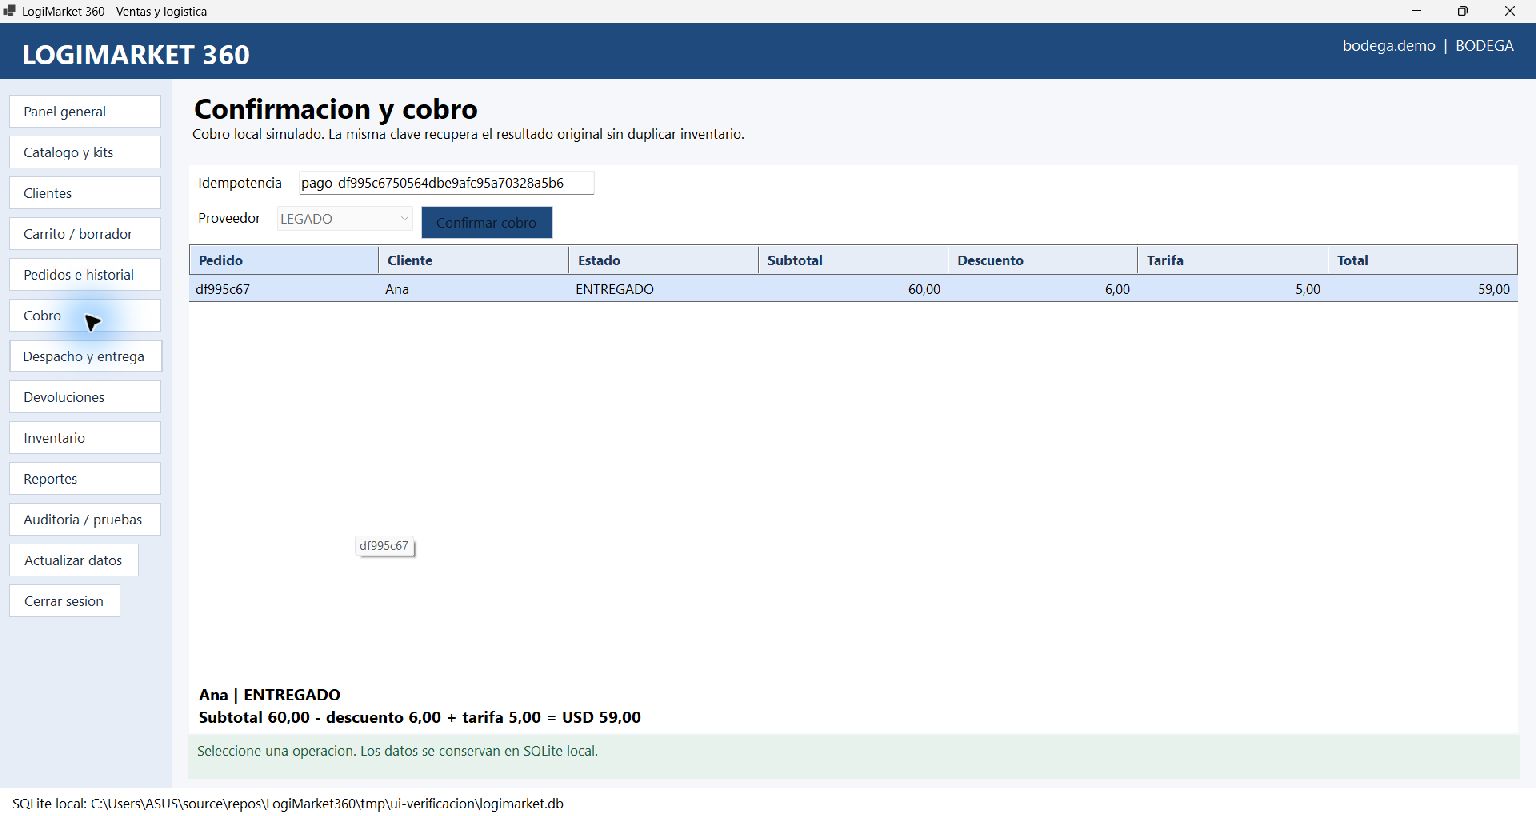 LogiMarket 360 - Ventas y logistica
LOGIMARKET 360
bodega.demo | BODEGA
Panel general
Catalogo y kits
Clientes
Carrito / borrador
Pedidos e historial
Cobro
Despacho y entrega
Devoluciones
Inventario
Reportes
Auditoria / pruebas
Actualizar datos
Cerrar sesion
Confirmacion y cobro
Cobro local simulado. La misma clave recupera el resultado original sin duplicar inventario.
Idempotencia pago-df995c6750564dbe9afc95a70328a5b6
Proveedor LEGADO Confirmar cobro
Pedido Cliente Estado Subtotal Descuento Tarifa Total
df995c67 Ana ENTREGADO 60,00 6,00 5,00 59,00
df995c67
Ana | ENTREGADO
Subtotal 60,00 - descuento 6,00 + tarifa 5,00 = USD 59,00
Seleccione una operacion. Los datos se conservan en SQLite local.
SQLite local: C:\Users\ASUS\source\repos\LogiMarket360\tmp\ui-verificacion\logimarket.db